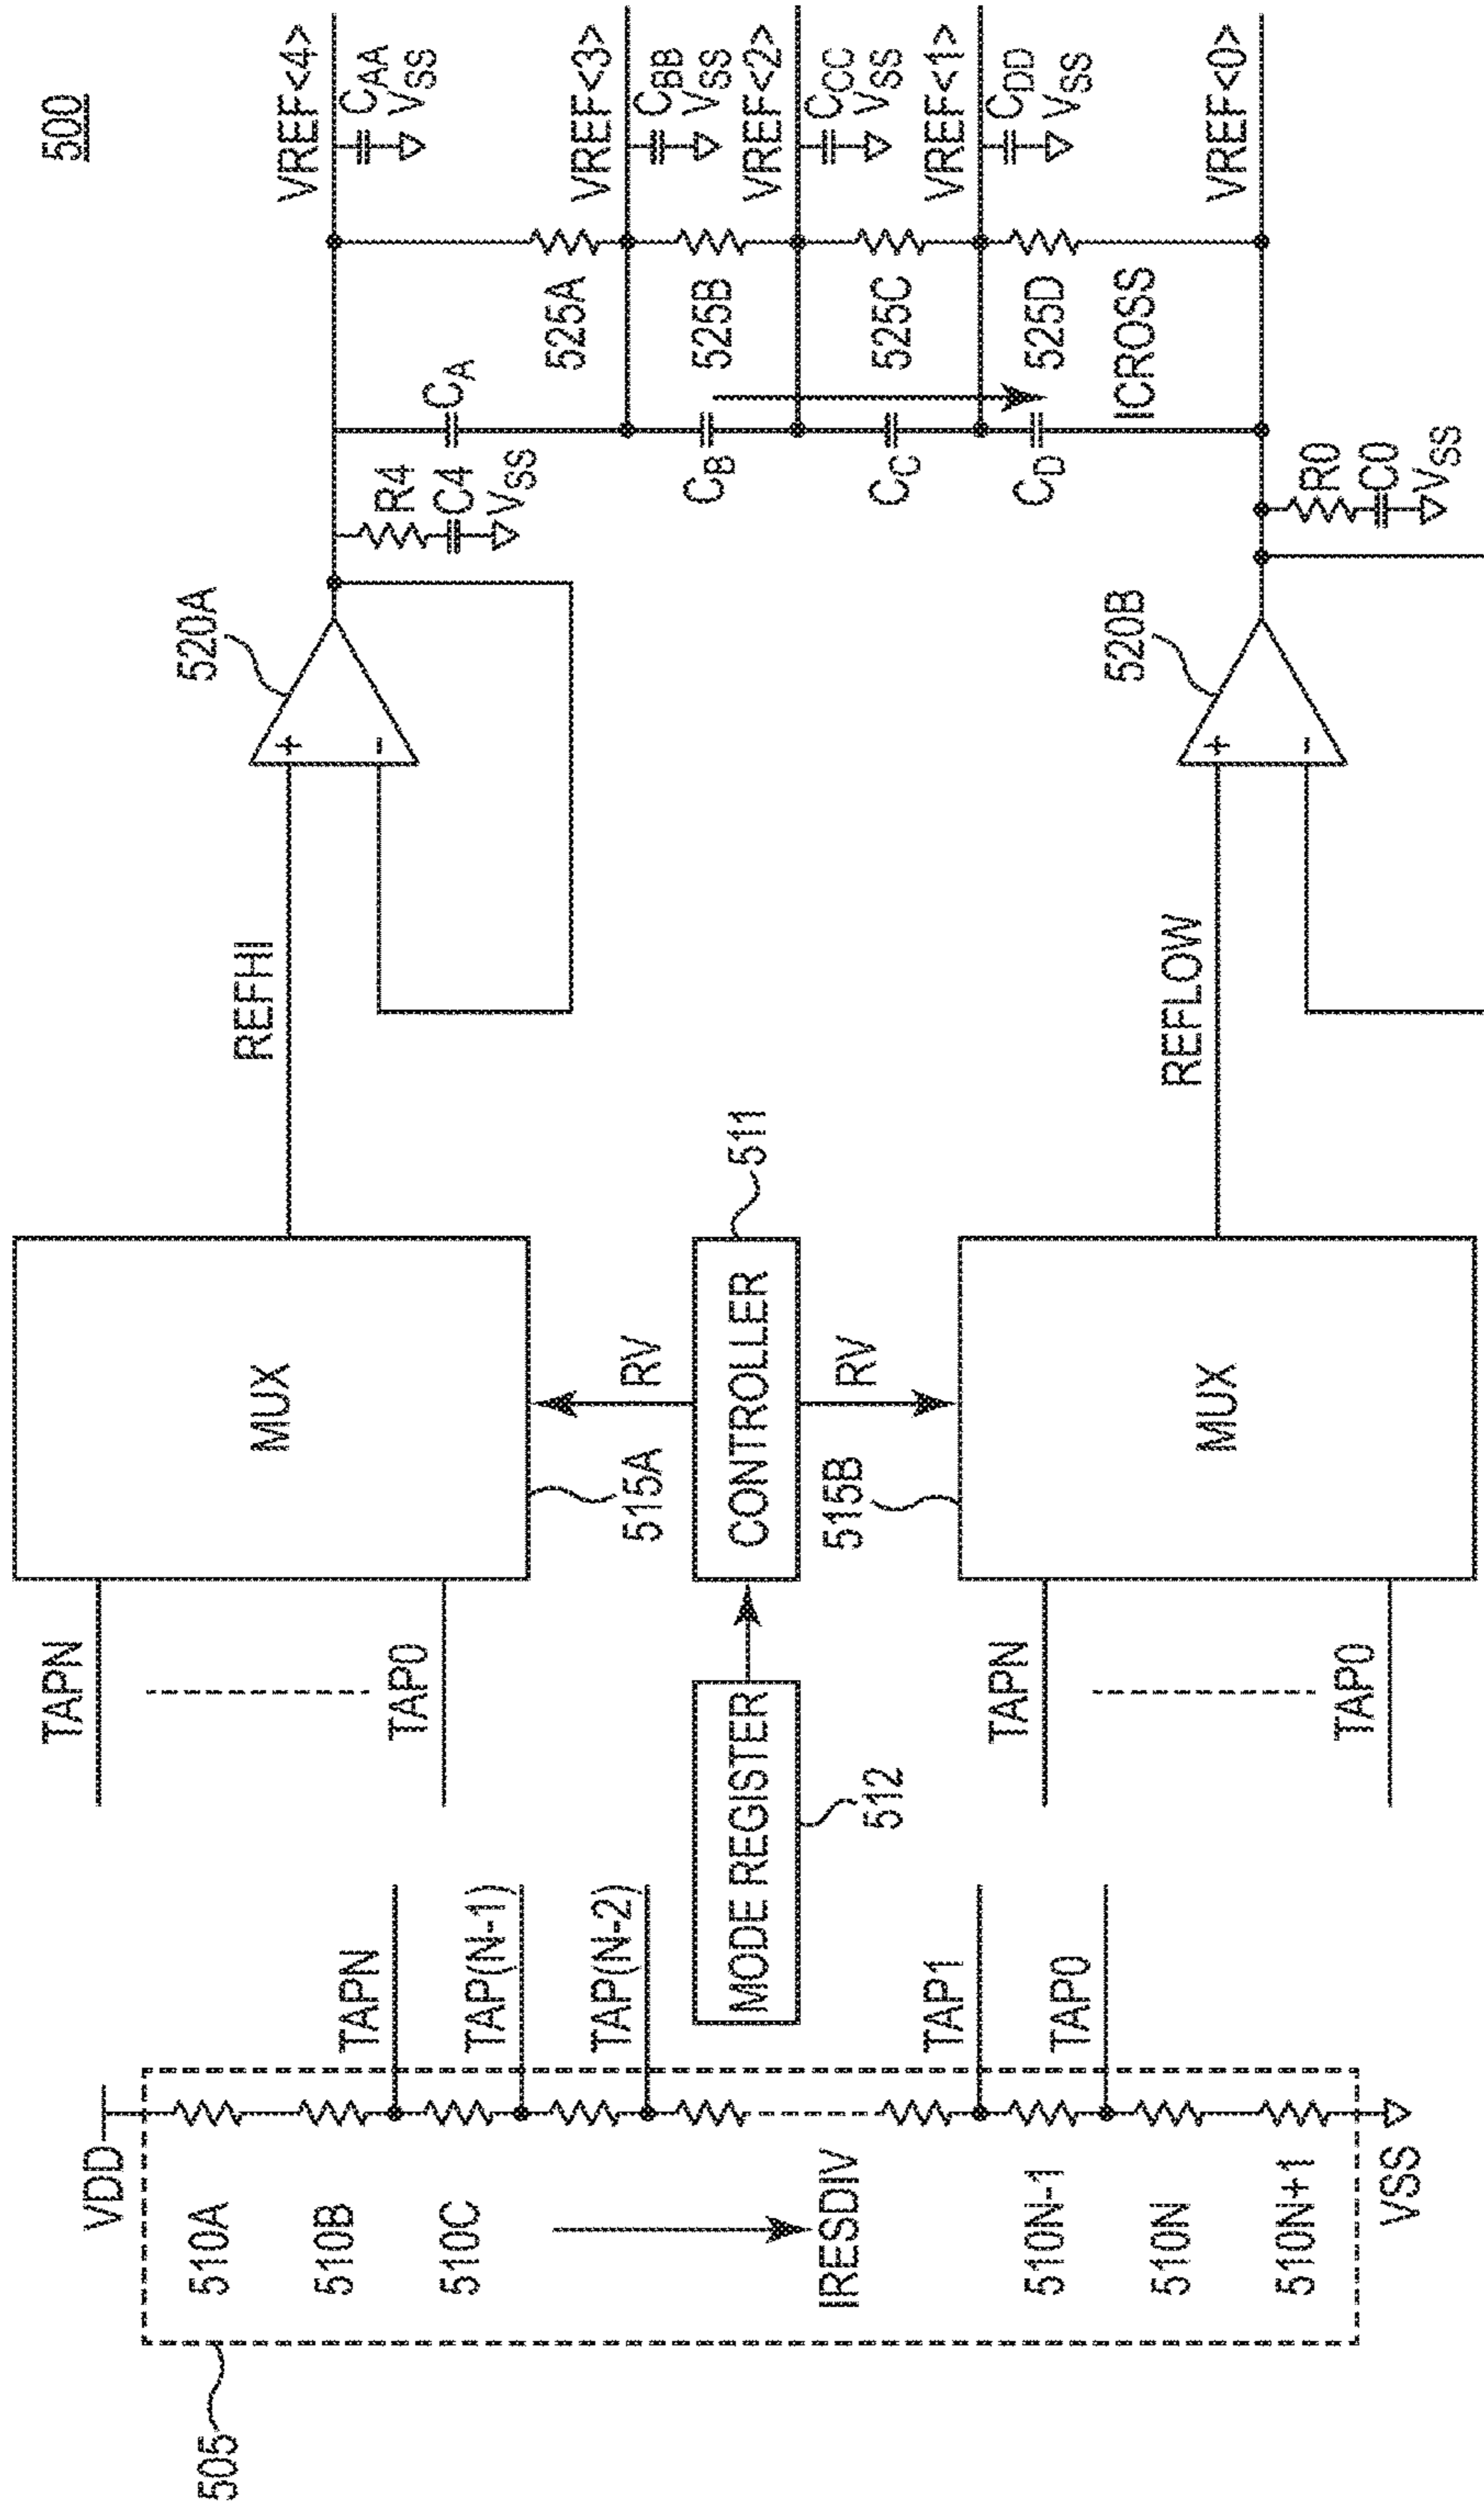 500
505
VDD
510A
510B
510C
IRESDIV
510N-1
510N
510N+1
VSS
TAPN
TAP(N-1)
TAP(N-2)
TAP1
TAP0
MODE REGISTER
512
TAPN
TAP0
TAPN
TAP0
MUX
515A
RV
CONTROLLER
511
RV
515B
MUX
REFHI
REFLOW
520A
+
-
520B
+
-
R4
C4
VSS
R0
C0
VSS
CA
CB
CC
CD
ICROSS
525A
525B
525C
525D
VREF<4>
CAA
VSS
VREF<3>
CBB
VSS
VREF<2>
CCC
VSS
VREF<1>
CDD
VSS
VREF<0>